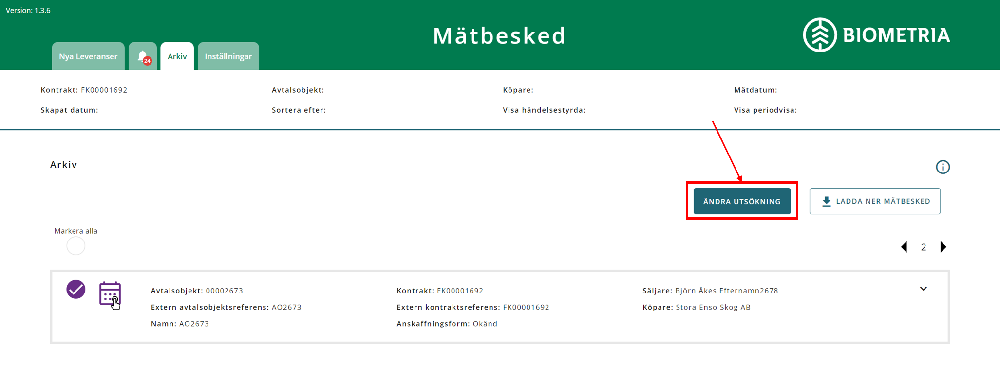 Version: 1.3.6
Mätbesked
BIOMETRIA
Nya Leveranser
24
Arkiv
Inställningar
Kontrakt: FK00001692
Avtalsobjekt:
Köpare:
Mätdatum:
Skapat datum:
Sortera efter:
Visa händelsestyrda:
Visa periodvisa:
Arkiv
ÄNDRA UTSÖKNING
LADDA NER MÄTBESKED
Markera alla
2
Avtalsobjekt: 00002673
Kontrakt: FK00001692
Säljare: Björn Åkes Efternamn2678
Extern avtalsobjektsreferens: AO2673
Extern kontraktsreferens: FK00001692
Köpare: Stora Enso Skog AB
Namn: AO2673
Anskaffningsform: Okänd